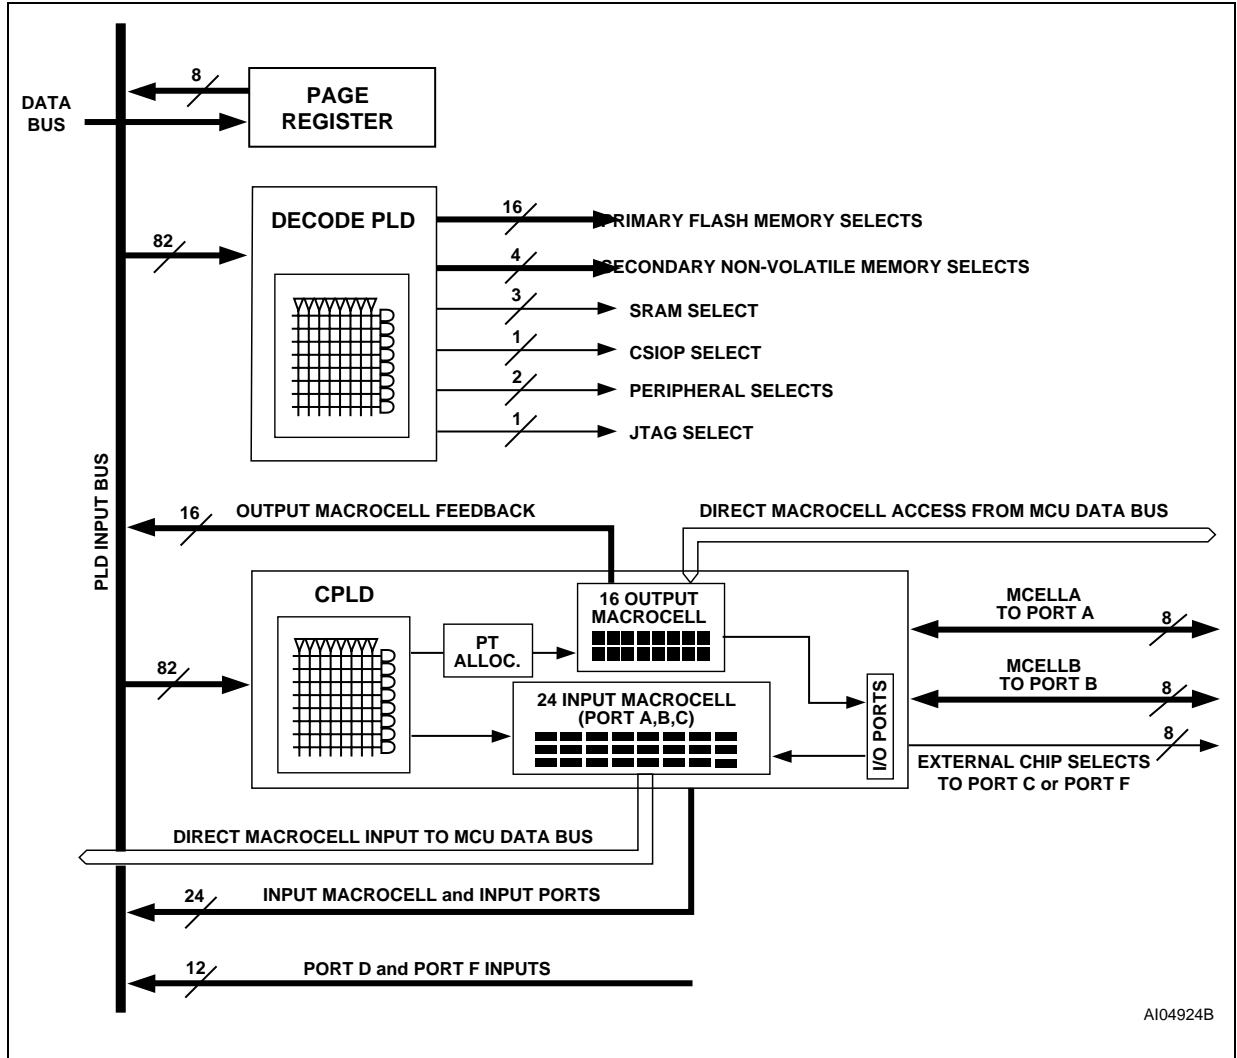 8
DATA
BUS
PAGE
REGISTER
DECODE PLD
82
16
PRIMARY FLASH MEMORY SELECTS
4
SECONDARY NON-VOLATILE MEMORY SELECTS
3
SRAM SELECT
1
CSIOP SELECT
2
PERIPHERAL SELECTS
1
JTAG SELECT
PLD INPUT BUS
16
OUTPUT MACROCELL FEEDBACK
DIRECT MACROCELL ACCESS FROM MCU DATA BUS
CPLD
82
PT
ALLOC.
16 OUTPUT
MACROCELL
24 INPUT MACROCELL
(PORT A,B,C)
I/O PORTS
MCELLA
TO PORT A
8
MCELLB
TO PORT B
8
8
EXTERNAL CHIP SELECTS
TO PORT C or PORT F
DIRECT MACROCELL INPUT TO MCU DATA BUS
24
INPUT MACROCELL and INPUT PORTS
12
PORT D and PORT F INPUTS
AI04924B